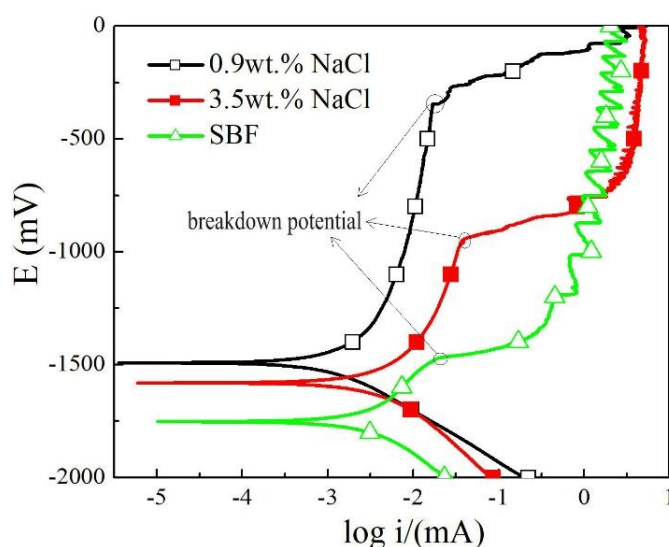 0
-500
-1000
-1500
-2000
E (mV)
0.9wt.% NaCl
3.5wt.% NaCl
SBF
breakdown potential
-5 -4 -3 -2 -1 0 1
log i/(mA)